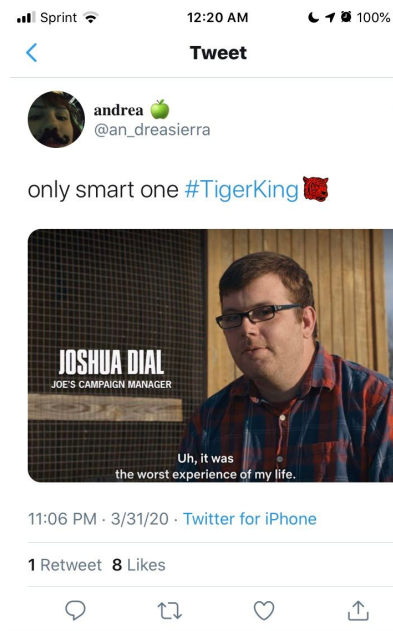 Sprint 12:20 AM 100%
Tweet
andrea
@an_dreasierra
only smart one #TigerKing
JOSHUA DIAL
JOE'S CAMPAIGN MANAGER
Uh, it was
the worst experience of my life.
11:06 PM · 3/31/20 · Twitter for iPhone
1 Retweet 8 Likes